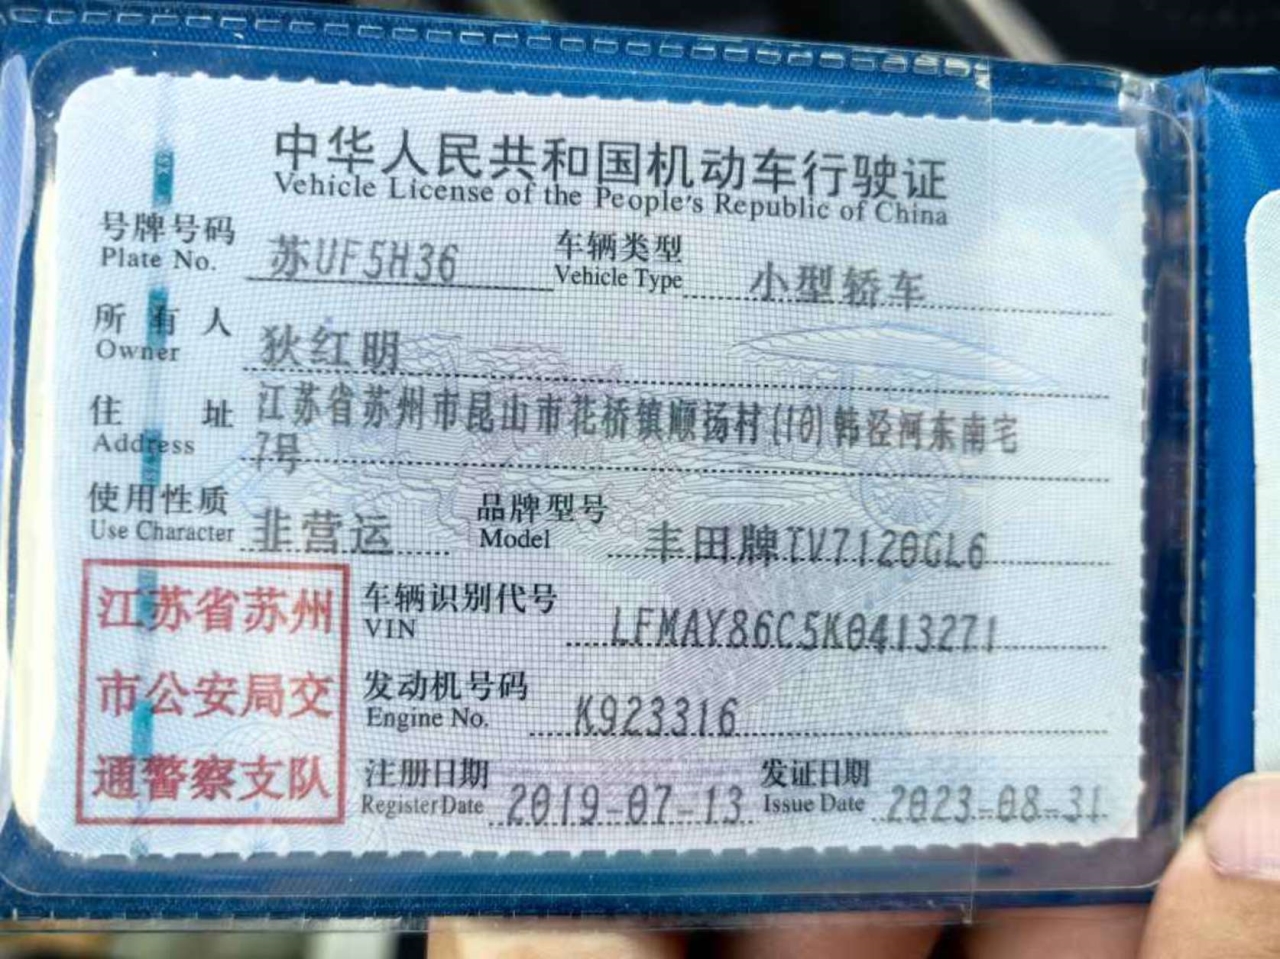 中华人民共和国机动车行驶证
Vehicle License of the People's Republic of China
号牌号码 苏UF5H36 车辆类型 小型轿车
Plate No. Vehicle Type
所有人 狄红明
Owner
住址 江苏省苏州市昆山市花桥镇顺扬村(10)韩泾河东南宅
Address 7号
使用性质 非营运 品牌型号 丰田牌TV7120GL6
Use Character Model
江苏省苏州
市公安局交
通警察支队
车辆识别代号 LFMAY86C5K0413271
VIN
发动机号码 K923316
Engine No.
注册日期 2019-07-13 发证日期 2023-08-31
Register Date Issue Date